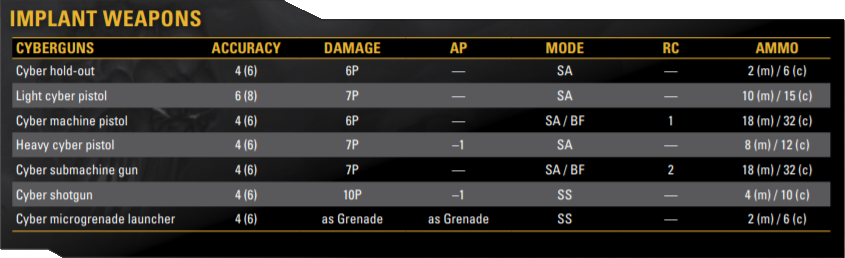 IMPLANT WEAPONS
CYBERGUNS ACCURACY DAMAGE AP MODE RC AMMO
Cyber hold-out 4 (6) 6P — SA — 2 (m) / 6 (c)
Light cyber pistol 6 (8) 7P — SA — 10 (m) / 15 (c)
Cyber machine pistol 4 (6) 6P — SA / BF 1 18 (m) / 32 (c)
Heavy cyber pistol 4 (6) 7P –1 SA — 8 (m) / 12 (c)
Cyber submachine gun 4 (6) 7P — SA / BF 2 18 (m) / 32 (c)
Cyber shotgun 4 (6) 10P –1 SS — 4 (m) / 10 (c)
Cyber microgrenade launcher 4 (6) as Grenade as Grenade SS — 2 (m) / 6 (c)